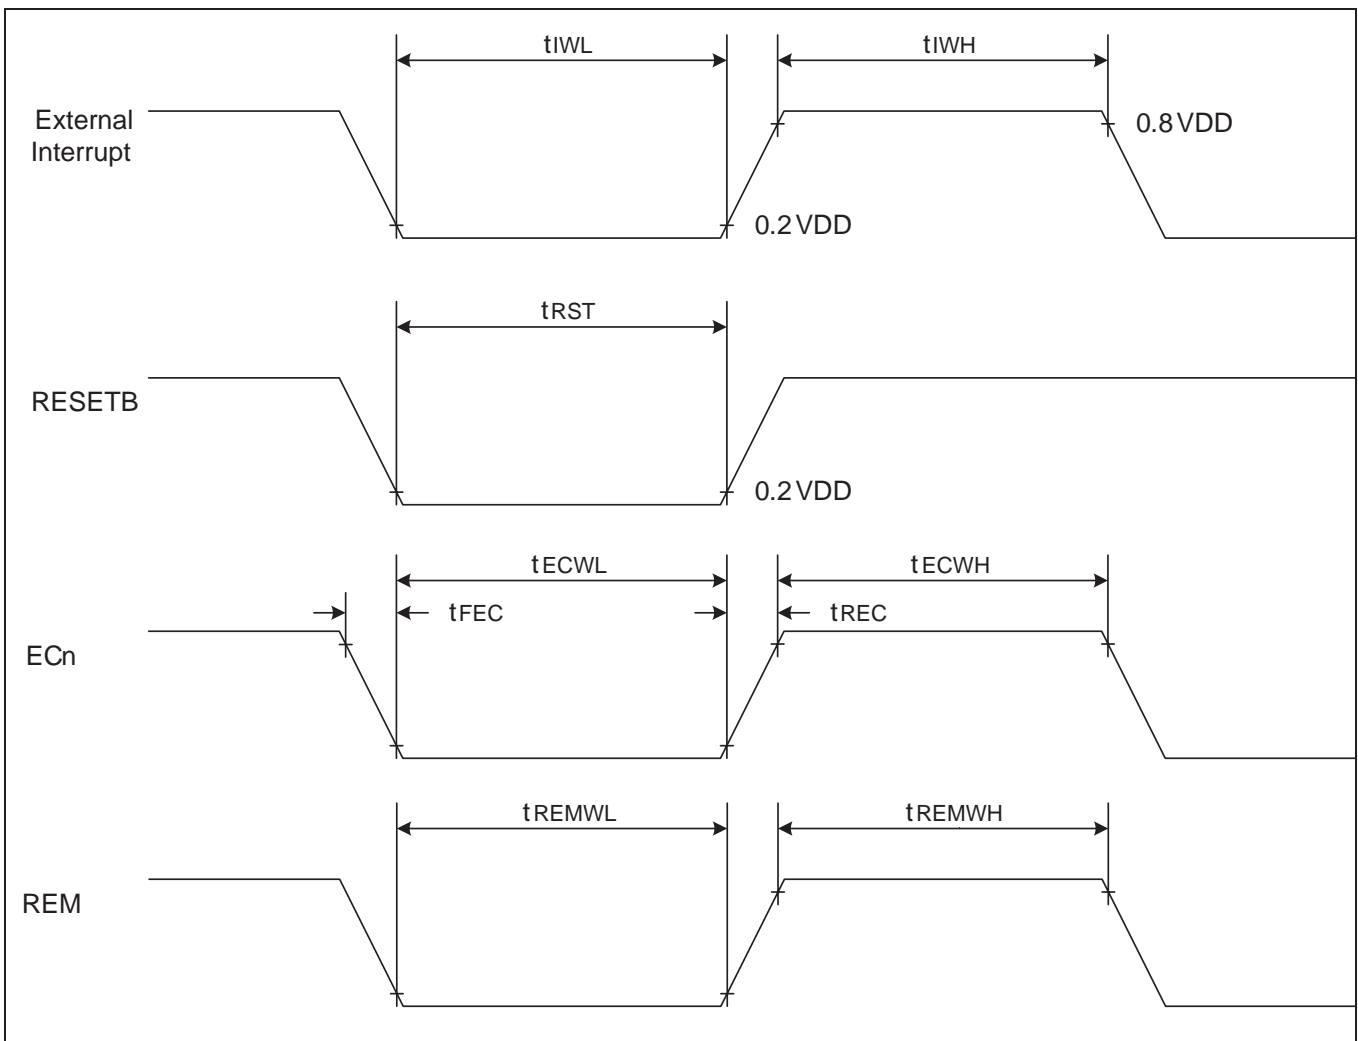 tIWL
tIWH
External
Interrupt
0.8 VDD
0.2 VDD
tRST
RESETB
0.2 VDD
tECWL
tECWH
tFEC
tREC
ECn
tREMWL
tREMWH
REM